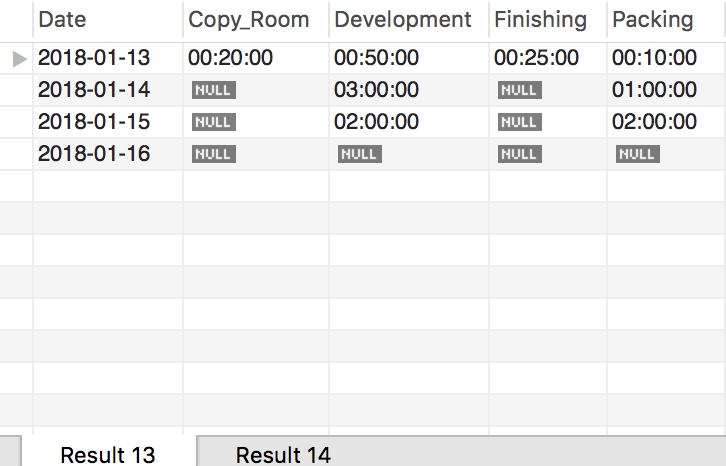 Date Copy_Room Development Finishing Packing
2018-01-13 00:20:00 00:50:00 00:25:00 00:10:00
2018-01-14 NULL 03:00:00 NULL 01:00:00
2018-01-15 NULL 02:00:00 NULL 02:00:00
2018-01-16 NULL NULL NULL NULL
Result 13 Result 14